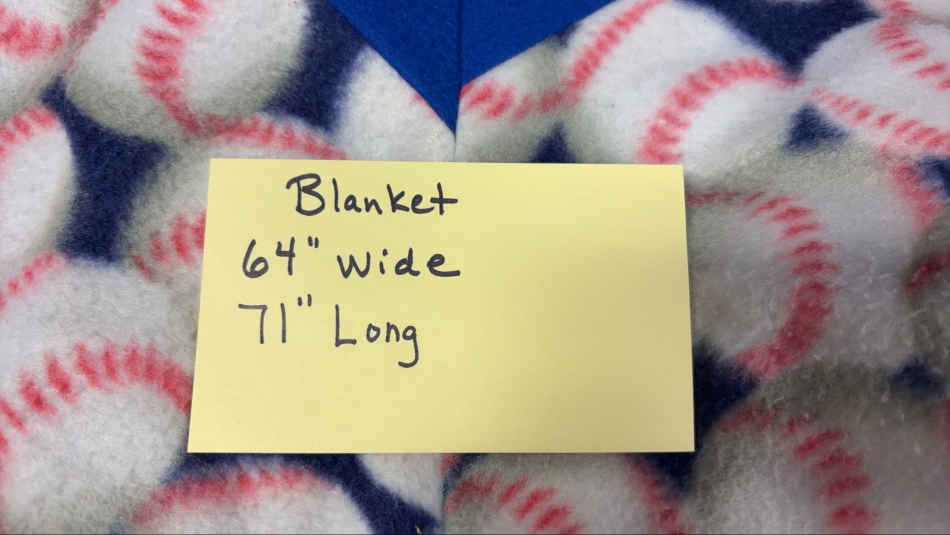 Blanket
64" wide
71" Long